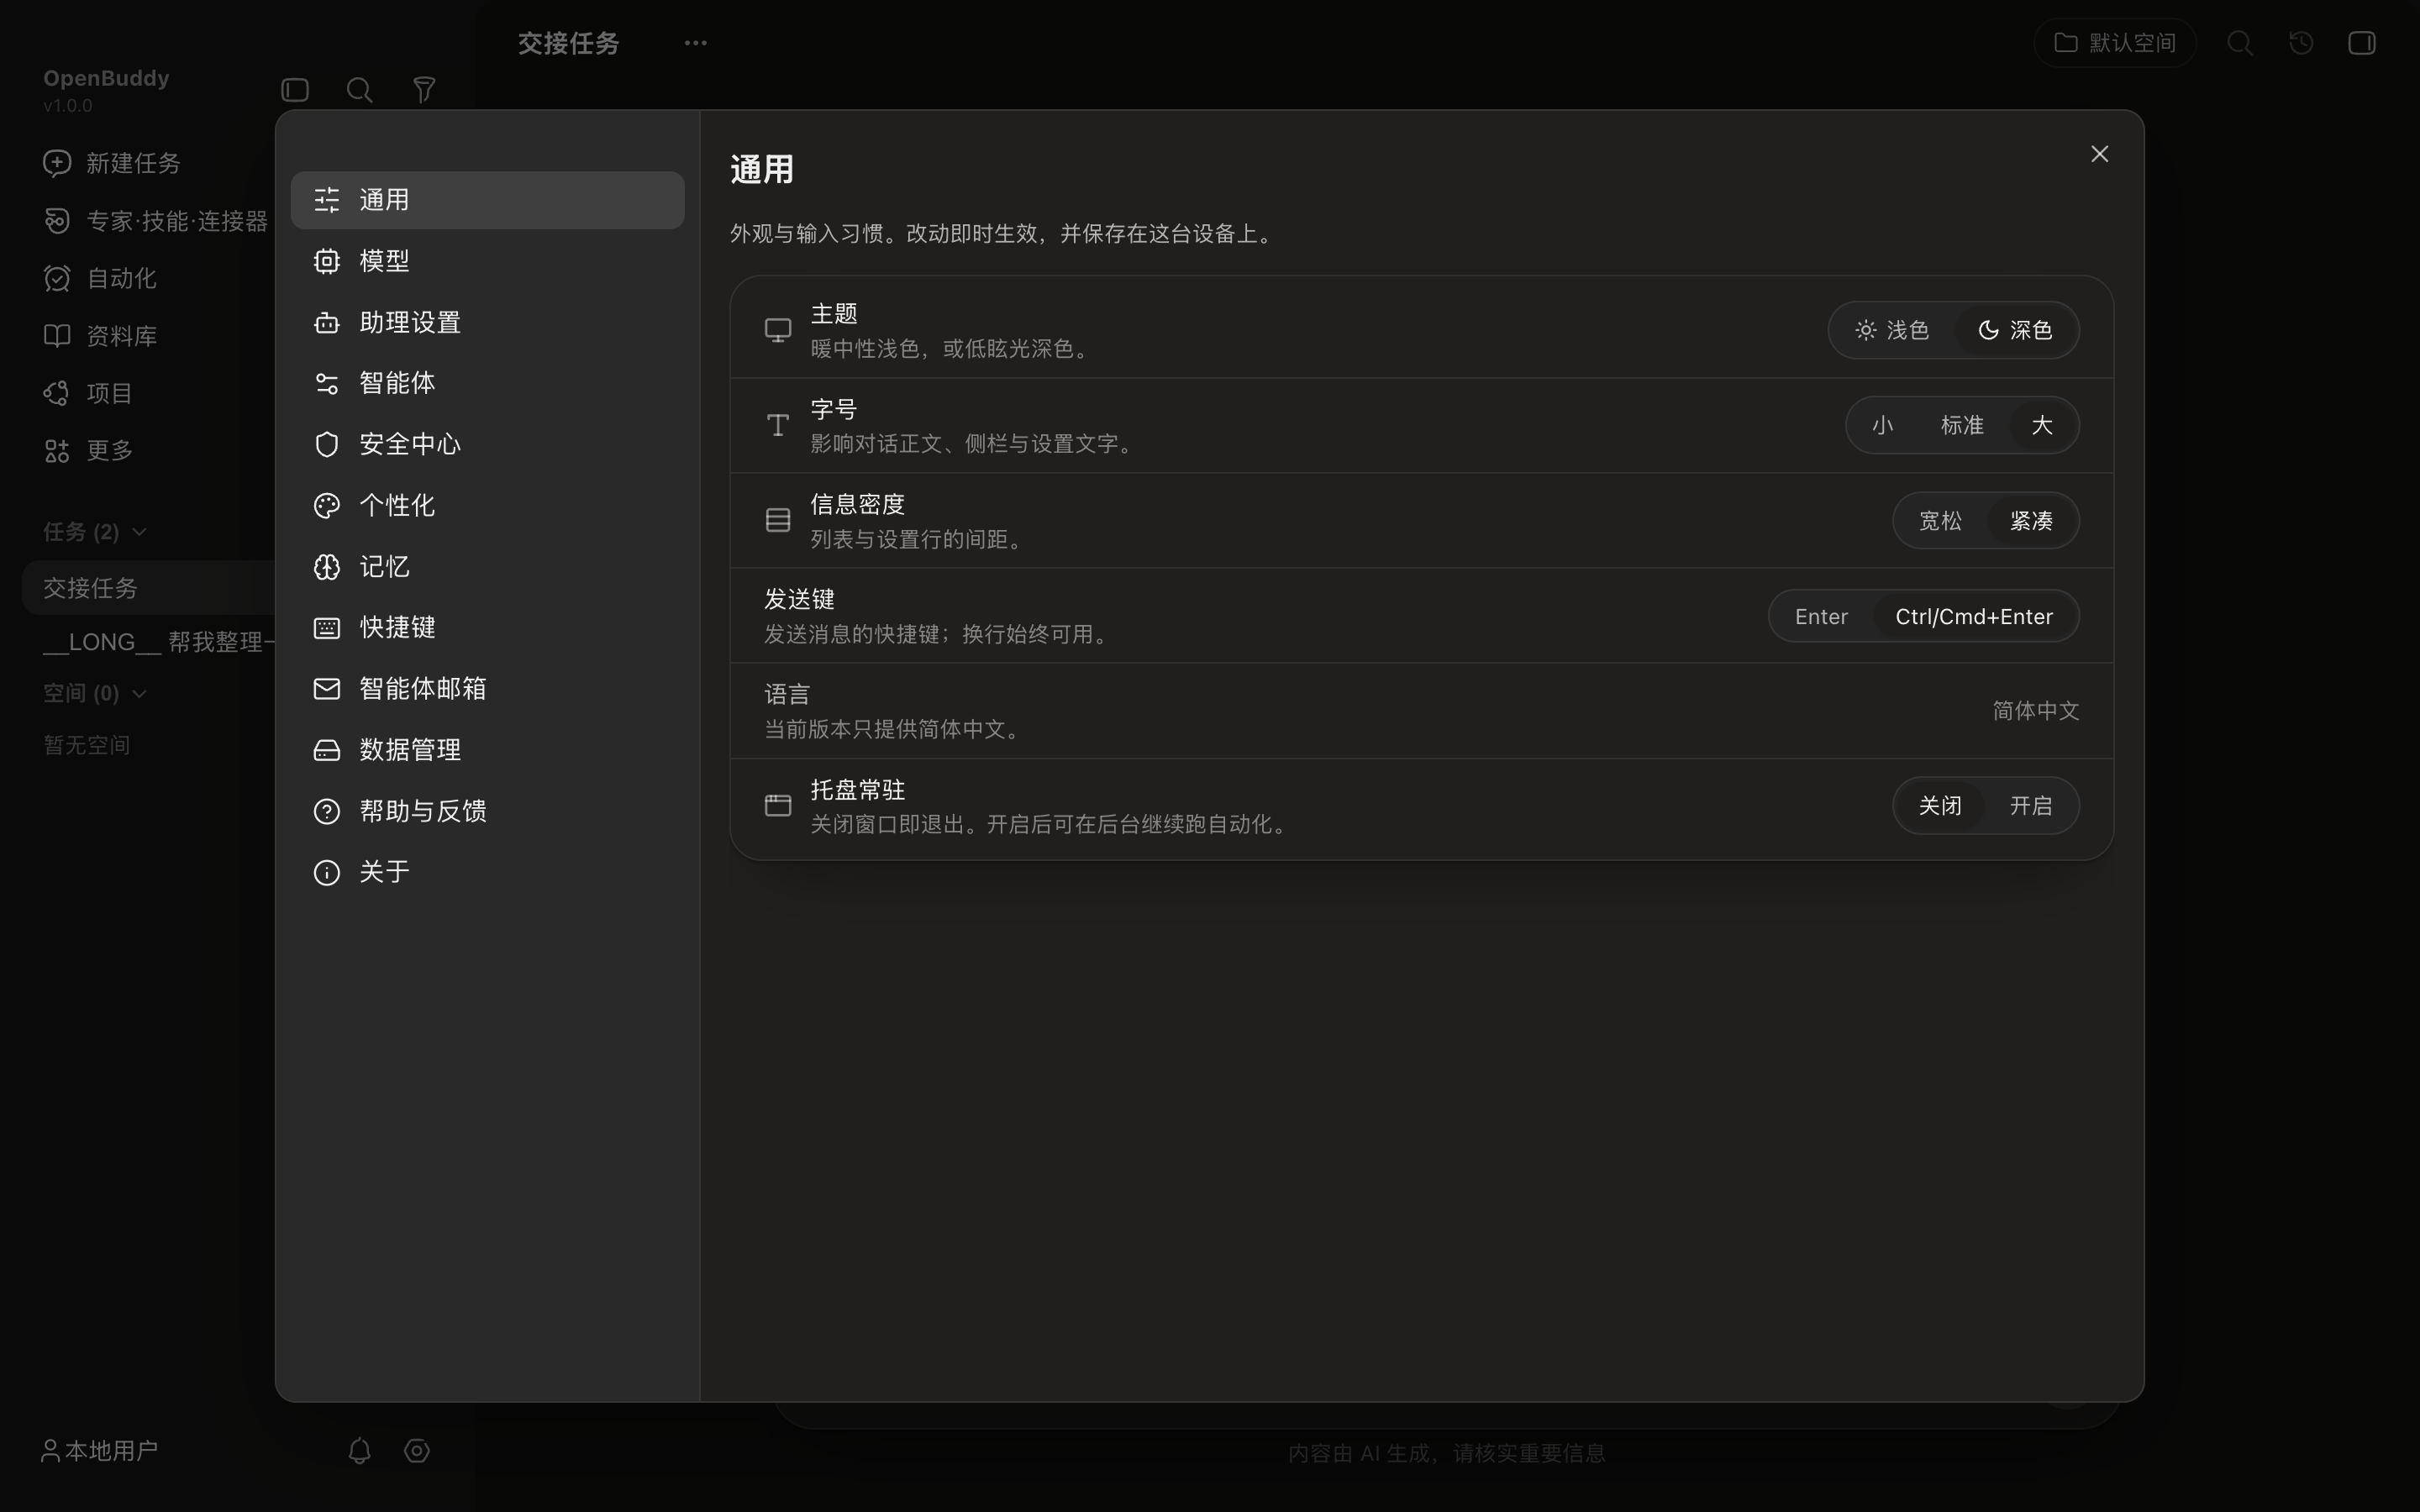 OpenBuddy
v1.0.0
新建任务
专家·技能·连接器
自动化
资料库
项目
更多
任务 (2)
交接任务
__LONG__ 帮我整理一
空间 (0)
暂无空间
本地用户
交接任务
默认空间
通用
模型
助理设置
智能体
安全中心
个性化
记忆
快捷键
智能体邮箱
数据管理
帮助与反馈
关于
通用
外观与输入习惯。改动即时生效，并保存在这台设备上。
主题
暖中性浅色，或低眩光深色。
浅色 深色
字号
影响对话正文、侧栏与设置文字。
小 标准 大
信息密度
列表与设置行的间距。
宽松 紧凑
发送键
发送消息的快捷键；换行始终可用。
Enter Ctrl/Cmd+Enter
语言
当前版本只提供简体中文。
简体中文
托盘常驻
关闭窗口即退出。开启后可在后台继续跑自动化。
关闭 开启
内容由 AI 生成，请核实重要信息